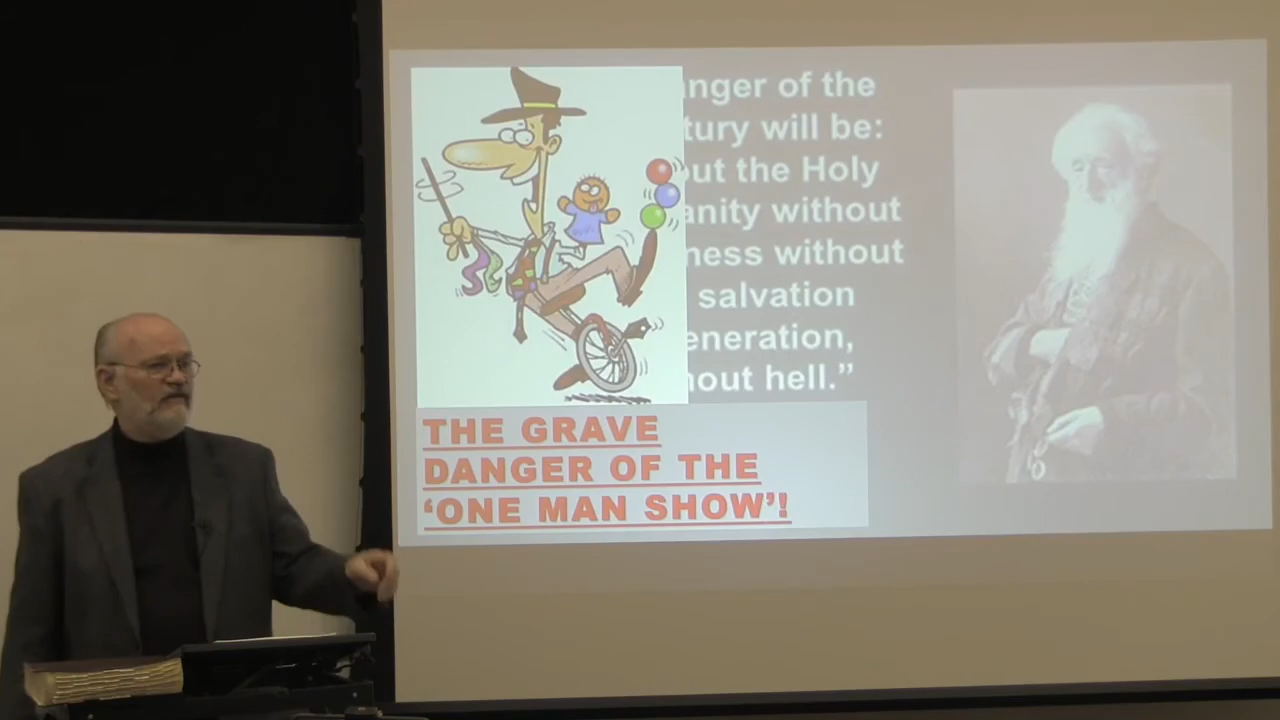 nger of the
tury will be:
out the Holy
anity without
ness without
salvation
eneration,
hout hell.”
THE GRAVE
DANGER OF THE
‘ONE MAN SHOW’!